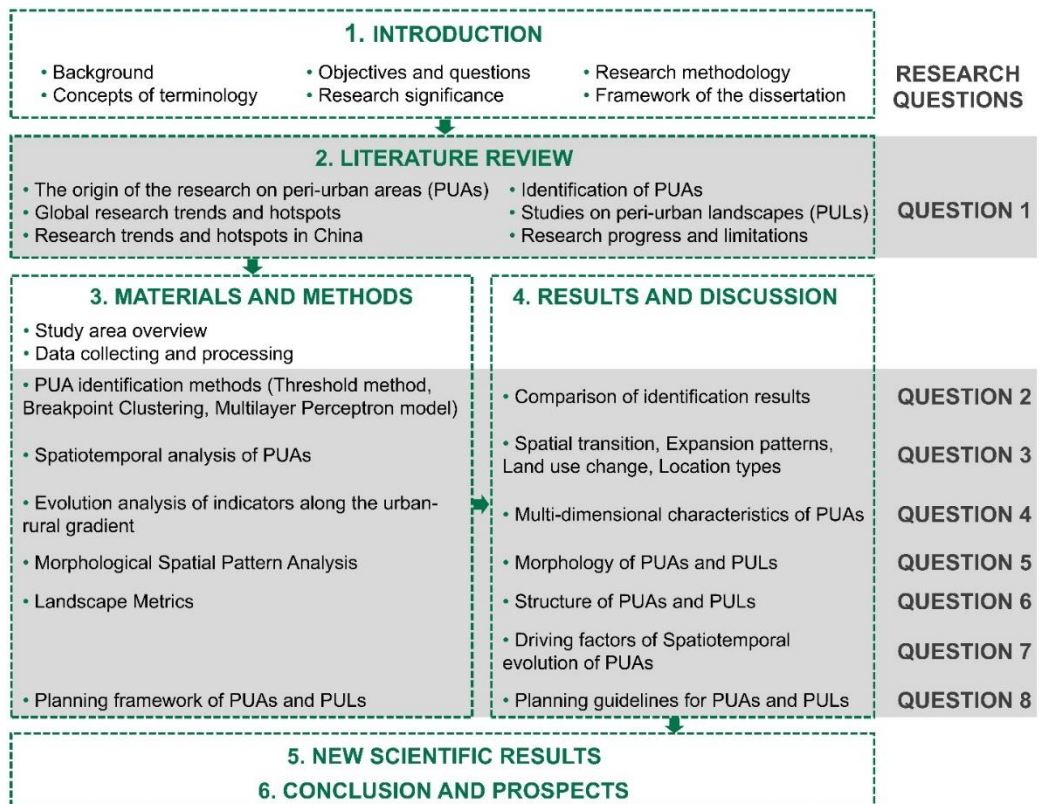 1. INTRODUCTION
• Background
• Concepts of terminology
• Objectives and questions
• Research significance
• Research methodology
• Framework of the dissertation
RESEARCH
QUESTIONS
2. LITERATURE REVIEW
• The origin of the research on peri-urban areas (PUAs)
• Global research trends and hotspots
• Research trends and hotspots in China
• Identification of PUAs
• Studies on peri-urban landscapes (PULs)
• Research progress and limitations
QUESTION 1
3. MATERIALS AND METHODS
• Study area overview
• Data collecting and processing
• PUA identification methods (Threshold method,
Breakpoint Clustering, Multilayer Perceptron model)
• Spatiotemporal analysis of PUAs
• Evolution analysis of indicators along the urban-
rural gradient
• Morphological Spatial Pattern Analysis
• Landscape Metrics
• Planning framework of PUAs and PULs
4. RESULTS AND DISCUSSION
• Comparison of identification results
• Spatial transition, Expansion patterns,
Land use change, Location types
• Multi-dimensional characteristics of PUAs
• Morphology of PUAs and PULs
• Structure of PUAs and PULs
• Driving factors of Spatiotemporal
evolution of PUAs
• Planning guidelines for PUAs and PULs
QUESTION 2
QUESTION 3
QUESTION 4
QUESTION 5
QUESTION 6
QUESTION 7
QUESTION 8
5. NEW SCIENTIFIC RESULTS
6. CONCLUSION AND PROSPECTS